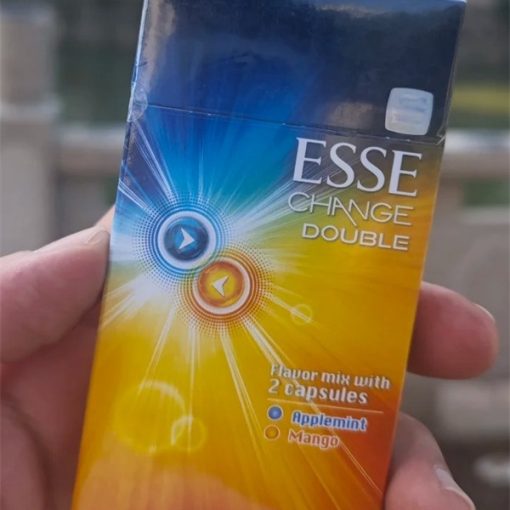 ESSE
CHANGE
DOUBLE
Flavor mix with
2 capsules
Applemint
Mango